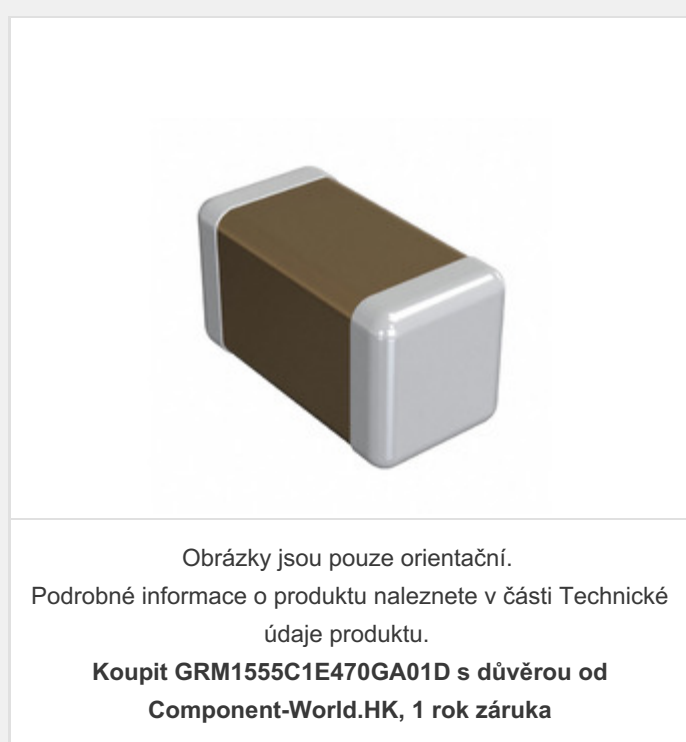 Obrázky jsou pouze orientační.
Podrobné informace o produktu naleznete v části Technické
údaje produktu.
Koupit GRM1555C1E470GA01D s důvěrou od
Component-World.HK, 1 rok záruka